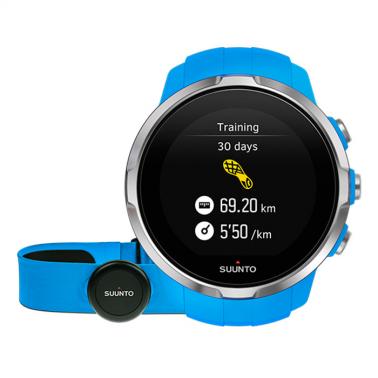 Training
30 days
69.20 km
5'50 /km
SUUNTO
SUUNTO